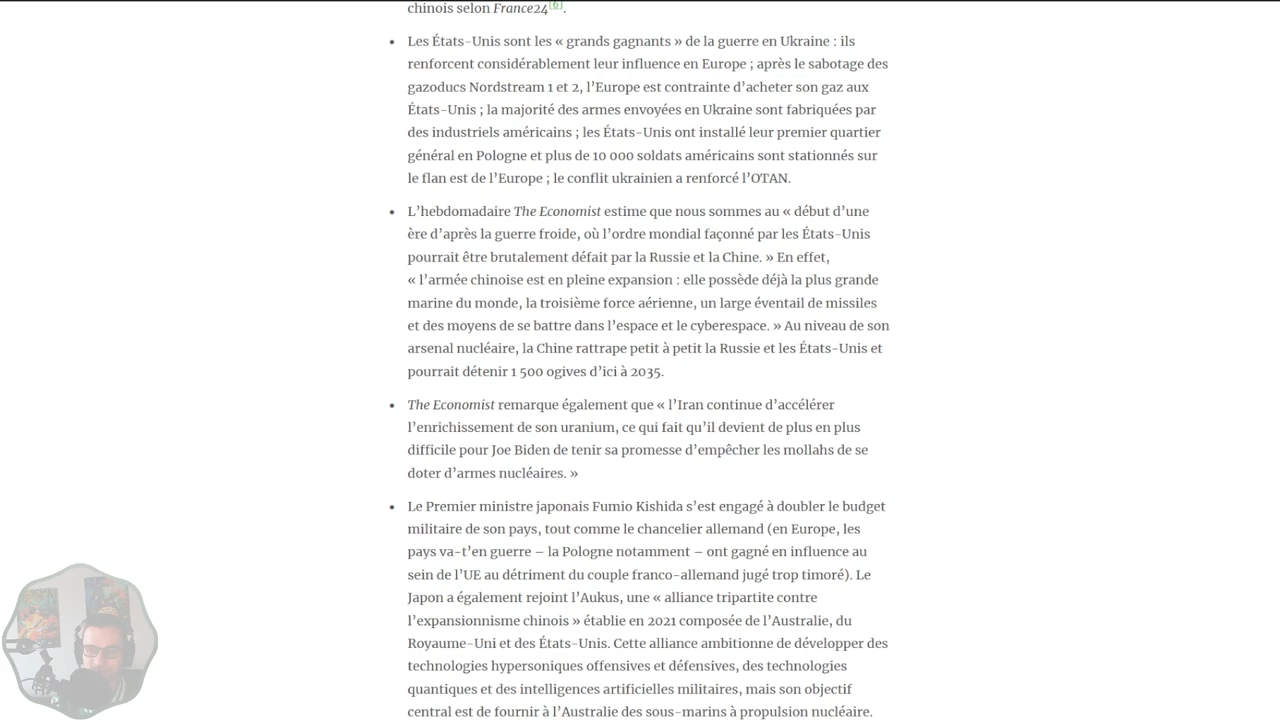 chinois selon France24[6].
• Les États-Unis sont les « grands gagnants » de la guerre en Ukraine : ils
renforcent considérablement leur influence en Europe ; après le sabotage des
gazoducs Nordstream 1 et 2, l’Europe est contrainte d’acheter son gaz aux
États-Unis ; la majorité des armes envoyées en Ukraine sont fabriquées par
des industriels américains ; les États-Unis ont installé leur premier quartier
général en Pologne et plus de 10 000 soldats américains sont stationnés sur
le flan est de l’Europe ; le conflit ukrainien a renforcé l’OTAN.
• L’hebdomadaire The Economist estime que nous sommes au « début d’une
ère d’après la guerre froide, où l’ordre mondial façonné par les États-Unis
pourrait être brutalement défait par la Russie et la Chine. » En effet,
« l’armée chinoise est en pleine expansion : elle possède déjà la plus grande
marine du monde, la troisième force aérienne, un large éventail de missiles
et des moyens de se battre dans l’espace et le cyberespace. » Au niveau de son
arsenal nucléaire, la Chine rattrape petit à petit la Russie et les États-Unis et
pourrait détenir 1 500 ogives d’ici à 2035.
• The Economist remarque également que « l’Iran continue d’accélérer
l’enrichissement de son uranium, ce qui fait qu’il devient de plus en plus
difficile pour Joe Biden de tenir sa promesse d’empêcher les mollahs de se
doter d’armes nucléaires. »
• Le Premier ministre japonais Fumio Kishida s’est engagé à doubler le budget
militaire de son pays, tout comme le chancelier allemand (en Europe, les
pays va-t’en guerre – la Pologne notamment – ont gagné en influence au
sein de l’UE au détriment du couple franco-allemand jugé trop timoré). Le
Japon a également rejoint l’Aukus, une « alliance tripartite contre
l’expansionnisme chinois » établie en 2021 composée de l’Australie, du
Royaume-Uni et des États-Unis. Cette alliance ambitionne de développer des
technologies hypersoniques offensives et défensives, des technologies
quantiques et des intelligences artificielles militaires, mais son objectif
central est de fournir à l’Australie des sous-marins à propulsion nucléaire.